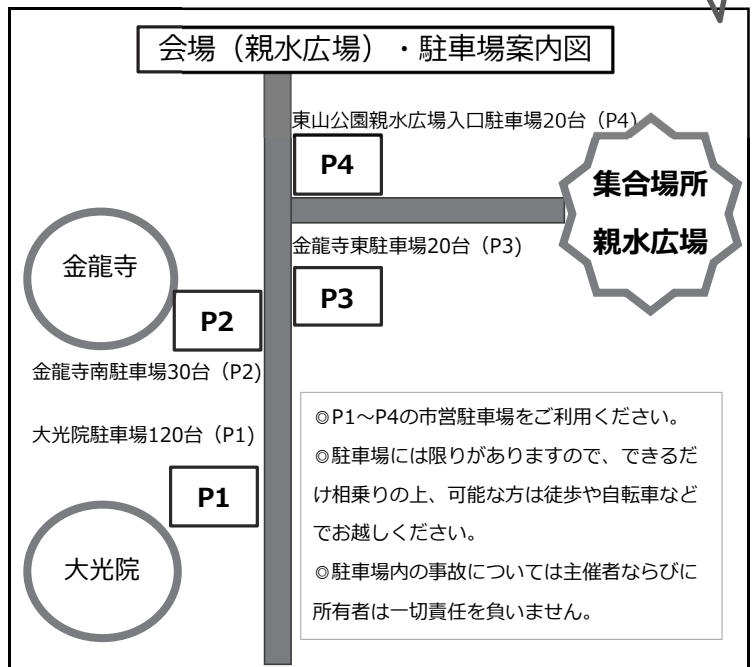 会場（親水広場）・駐車場案内図
東山公園親水広場入口駐車場20台（P4）
P4
集合場所
親水広場
金龍寺東駐車場20台（P3）
金龍寺
P3
P2
金龍寺南駐車場30台（P2）
大光院駐車場120台（P1）
P1
大光院
◎P1～P4の市営駐車場をご利用ください。
◎駐車場には限りがありますので、できるだ
け相乗りの上、可能な方は徒歩や自転車など
でお越しください。
◎駐車場内の事故については主催者ならびに
所有者は一切責任を負いません。